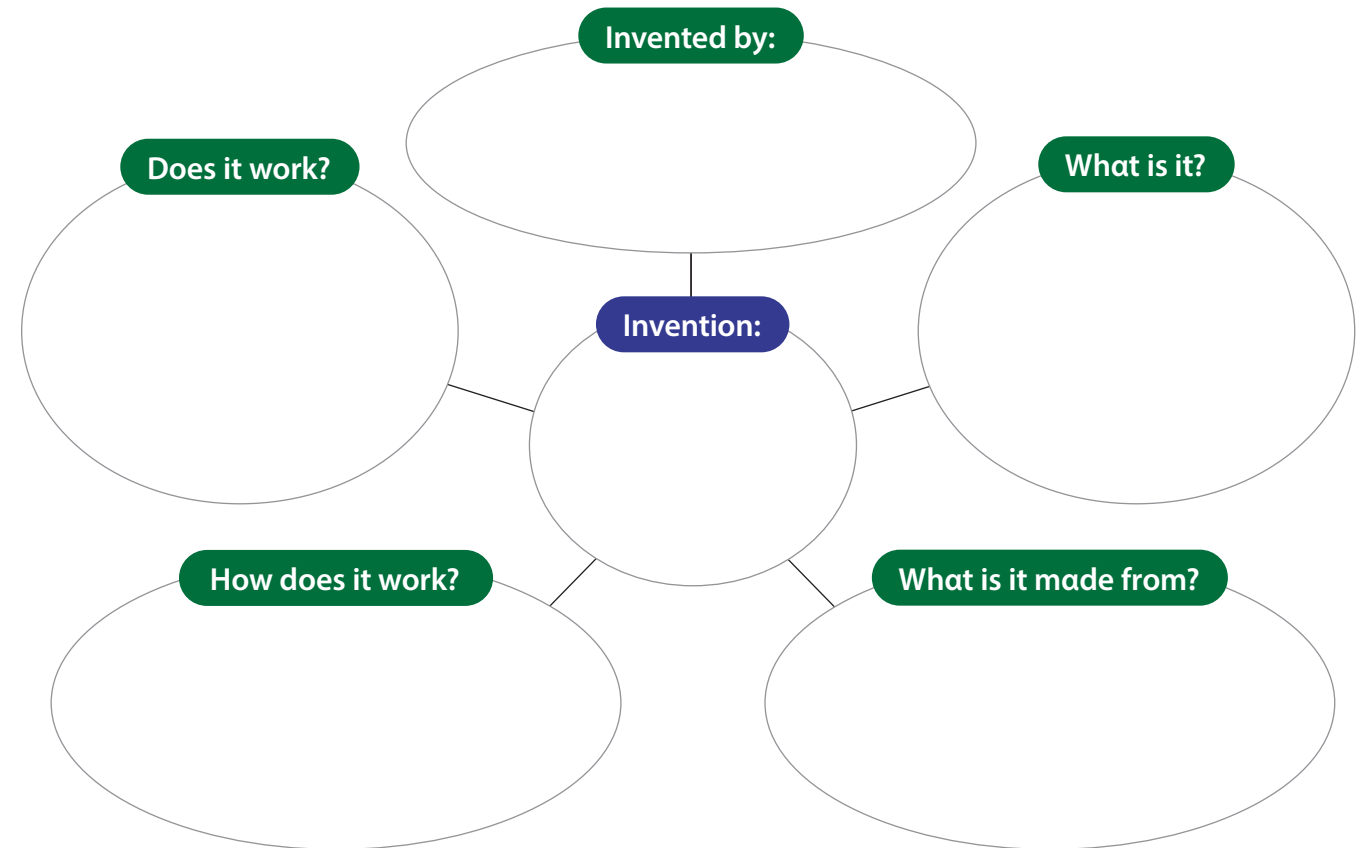 Invented by:
Does it work?
What is it?
Invention:
How does it work?
What is it made from?